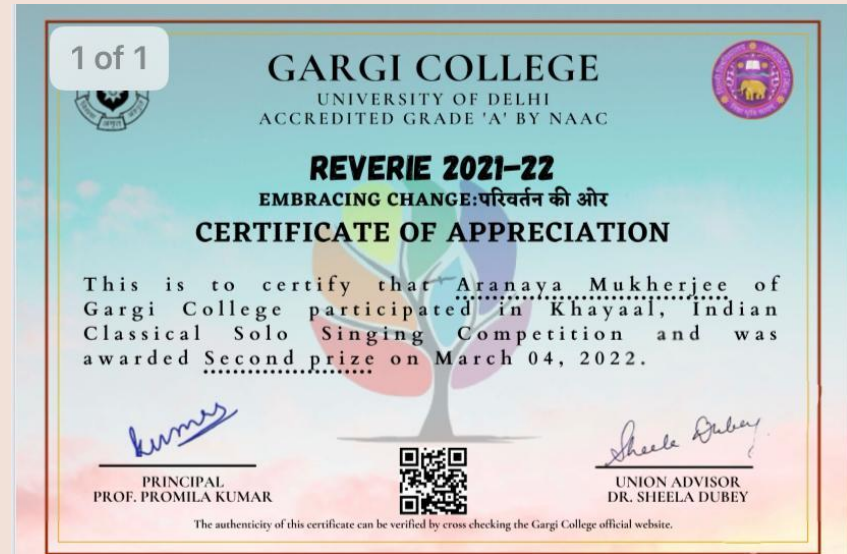 1 of 1
GARGI COLLEGE
UNIVERSITY OF DELHI
ACCREDITED GRADE 'A' BY NAAC
REVERIE 2021-22
EMBRACING CHANGE:परिवर्तन की ओर
CERTIFICATE OF APPRECIATION
This is to certify that Aranaya Mukherjee of
Gargi College participated in Khayaal, Indian
Classical Solo Singing Competition and was
awarded Second prize on March 04, 2022.
Kumar
Sheela Dubey
PRINCIPAL
PROF. PROMILA KUMAR
UNION ADVISOR
DR. SHEELA DUBEY
The authenticity of this certificate can be verified by cross checking the Gargi College official website.